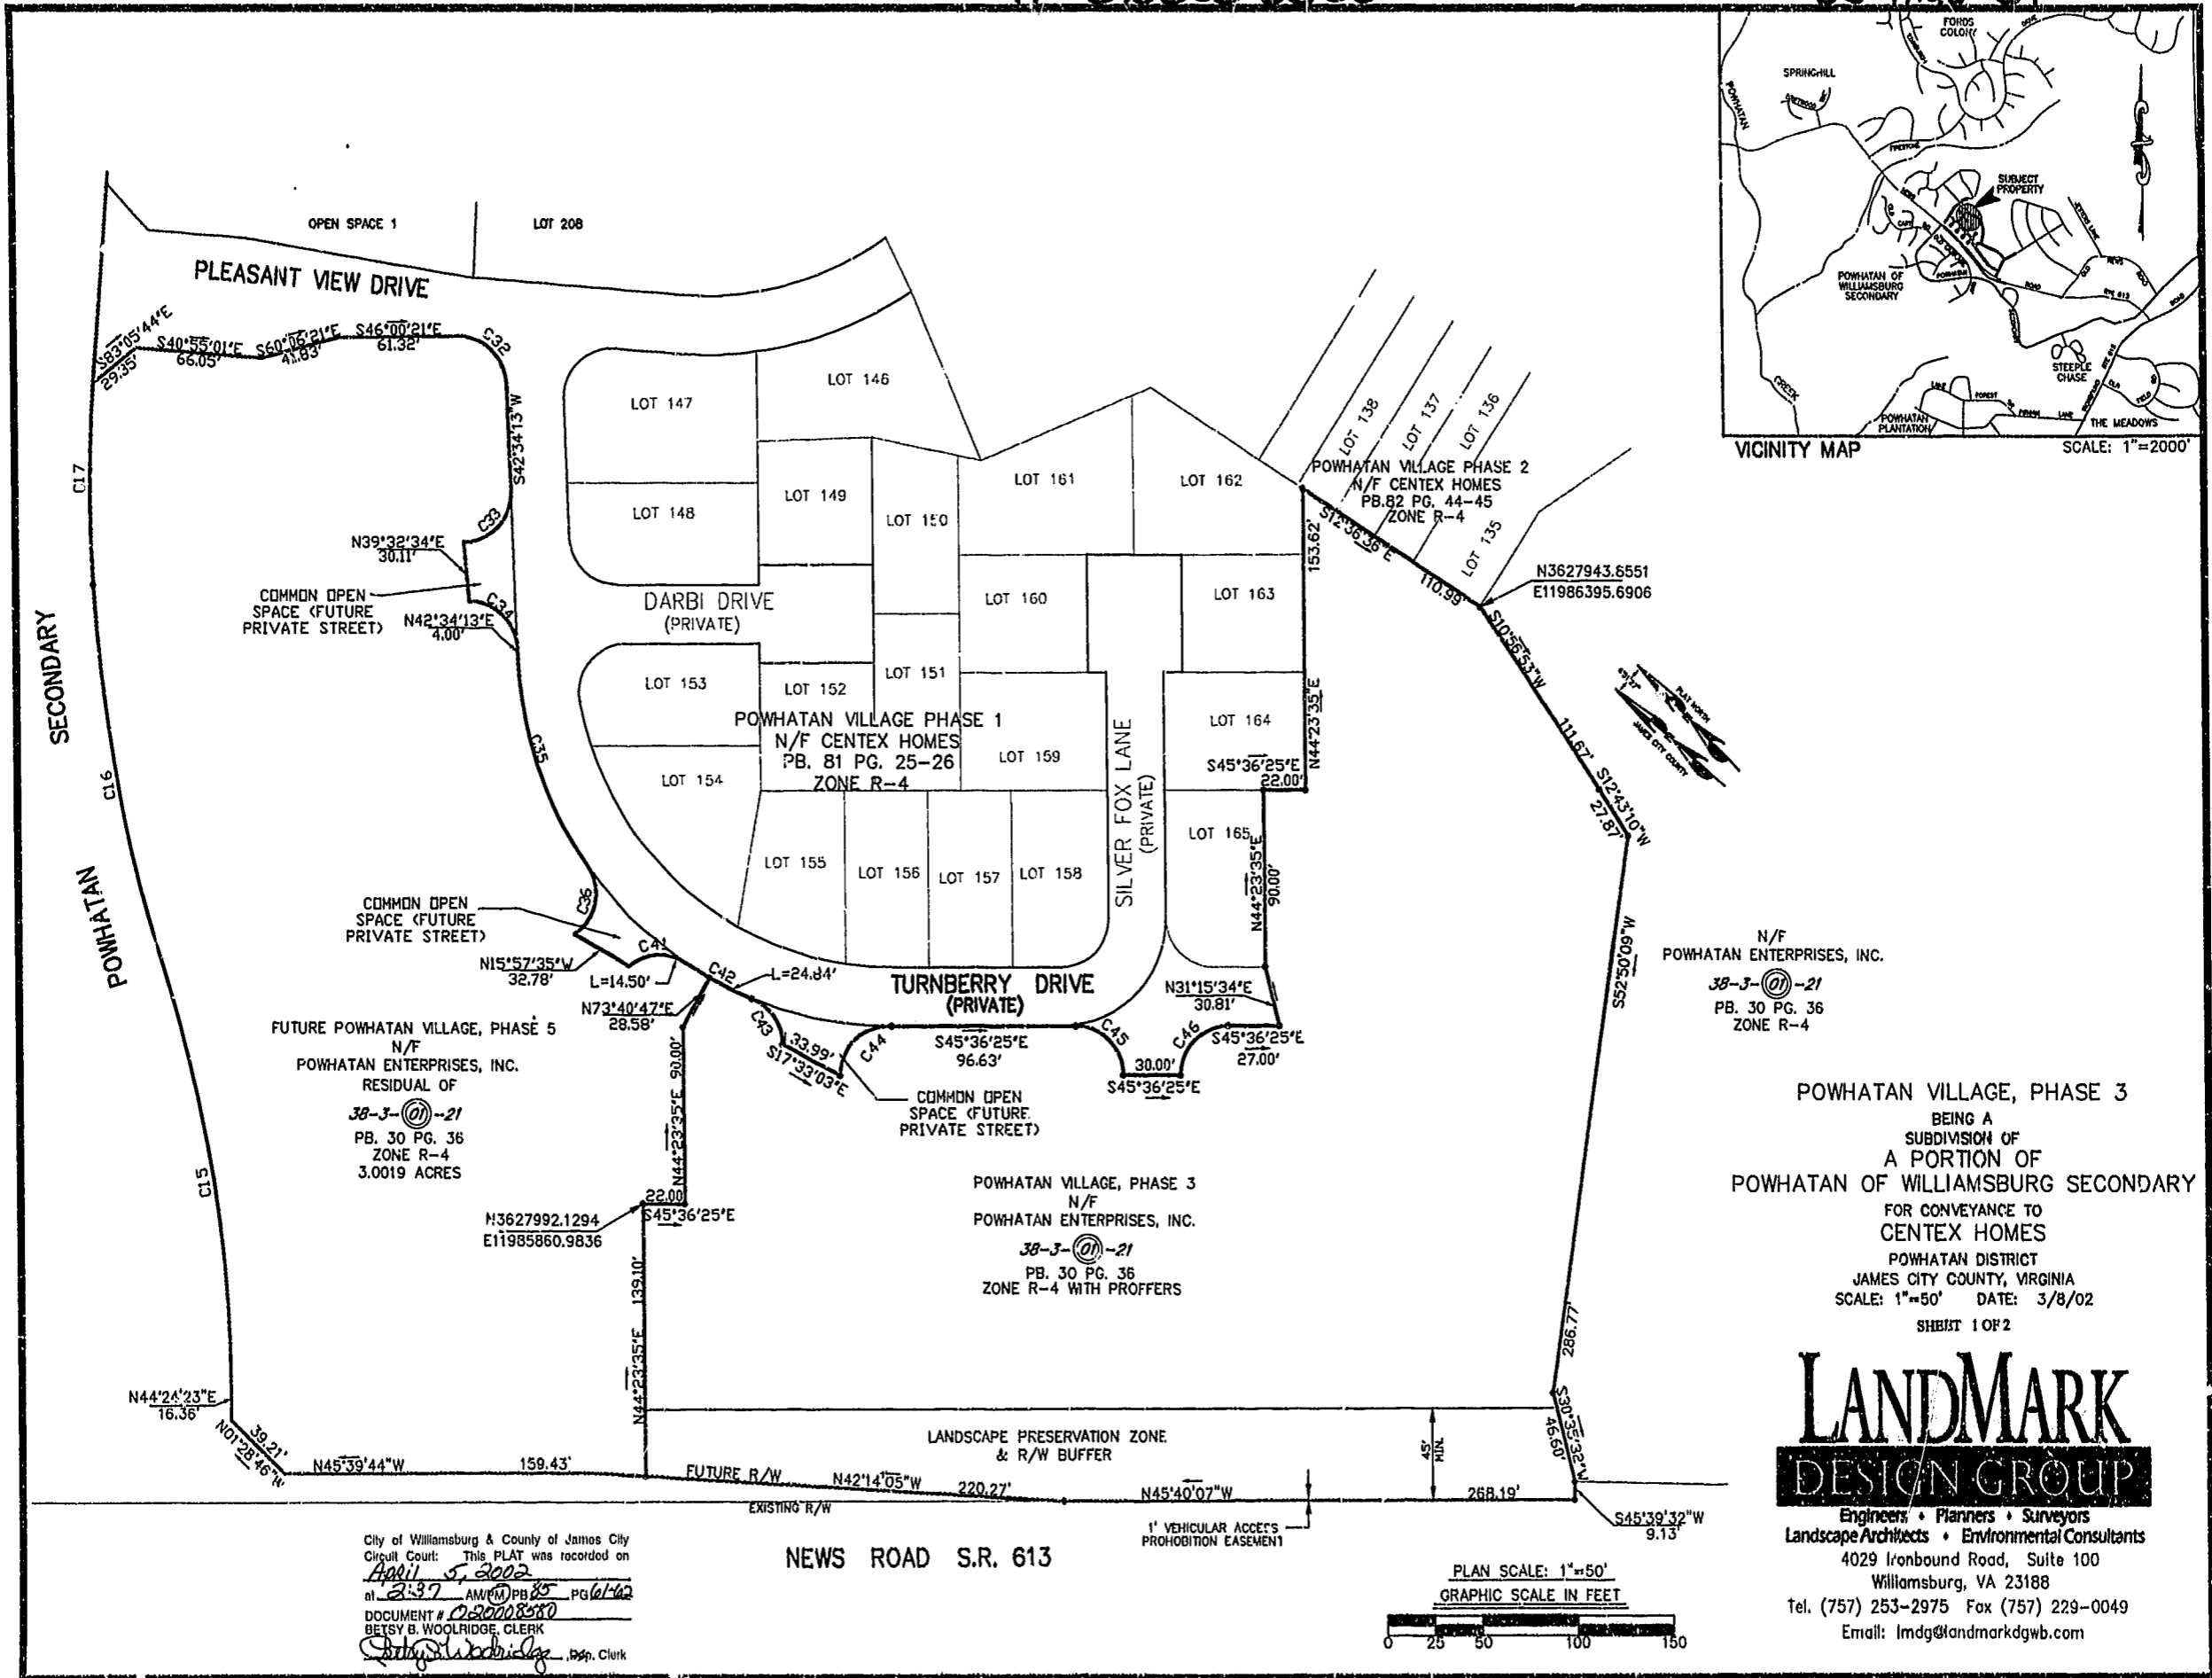 FORDS
COLONY
SPRINGHILL
POWHATAN
FIRESTONE
SUBJECT
PROPERTY
POWHATAN OF
WILLIAMSBURG
SECONDARY
STEEPLE
CHASE
CREEK
POWHATAN
PLANTATION
THE MEADOWS
VICINITY MAP
SCALE: 1"=2000'
OPEN SPACE 1
LOT 208
PLEASANT VIEW DRIVE
S83°05'44"E
29.35'
S40°55'01"E
66.05'
S60°06'21"E
41.83'
S46°00'21"E
61.32'
C32
S42°34'13"W
C33
N39°32'34"E
30.11'
COMMON OPEN
SPACE (FUTURE
PRIVATE STREET)
C34
N42°34'13"E
4.00'
C17
C16
C15
SECONDARY
POWHATAN
LOT 146
LOT 147
LOT 148
LOT 149
LOT 150
LOT 161
LOT 162
LOT 138
LOT 137
LOT 136
LOT 135
POWHATAN VILLAGE PHASE 2
N/F CENTEX HOMES
PB.82 PG. 44-45
ZONE R-4
S12°36'36"E
110.99'
153.62'
N44°23'35"E
N3627943.6551
E11986395.6906
S10°56'53"W
111.67'
S12°43'10"W
27.87'
PLAT NORTH
JAMES CITY COUNTY
DARBI DRIVE
(PRIVATE)
LOT 160
LOT 163
LOT 153
LOT 152
LOT 151
POWHATAN VILLAGE PHASE 1
N/F CENTEX HOMES
PB. 81 PG. 25-26
ZONE R-4
LOT 159
LOT 164
S45°36'25"E
22.00'
LOT 154
LOT 155
LOT 156
LOT 157
LOT 158
LOT 165
SILVER FOX LANE
(PRIVATE)
N44°23'35"E
90.00'
C35
C36
COMMON OPEN
SPACE (FUTURE
PRIVATE STREET)
N15°57'35"W
32.78'
C41
L=14.50'
C42
L=24.84'
N73°40'47"E
28.58'
TURNBERRY DRIVE
(PRIVATE)
N31°15'34"E
30.81'
C43
33.99'
S17°33'03"E
C44
S45°36'25"E
96.63'
C45
30.00'
S45°36'25"E
C46
S45°36'25"E
27.00'
COMMON OPEN
SPACE (FUTURE
PRIVATE STREET)
S52°50'09"W
286.77'
N/F
POWHATAN ENTERPRISES, INC.
38-3-(01)-21
PB. 30 PG. 36
ZONE R-4
FUTURE POWHATAN VILLAGE, PHASE 5
N/F
POWHATAN ENTERPRISES, INC.
RESIDUAL OF
38-3-(01)-21
PB. 30 PG. 36
ZONE R-4
3.0019 ACRES
N44°23'35"E 90.00'
22.00'
S45°36'25"E
N3627992.1294
E11985860.9836
N44°23'35"E 139.10'
POWHATAN VILLAGE, PHASE 3
N/F
POWHATAN ENTERPRISES, INC.
38-3-(01)-21
PB. 30 PG. 36
ZONE R-4 WITH PROFFERS
POWHATAN VILLAGE, PHASE 3
BEING A
SUBDIVISION OF
A PORTION OF
POWHATAN OF WILLIAMSBURG SECONDARY
FOR CONVEYANCE TO
CENTEX HOMES
POWHATAN DISTRICT
JAMES CITY COUNTY, VIRGINIA
SCALE: 1"=50' DATE: 3/8/02
SHEET 1 OF 2
N44°24'23"E
16.36'
39.21'
N01°28'46"W
N45°39'44"W 159.43'
FUTURE R/W
N42°14'05"W 220.27'
LANDSCAPE PRESERVATION ZONE
& R/W BUFFER
45'
MIN.
N45°40'07"W 268.19'
S30°35'32"W
46.60'
S45°39'32"W
9.13'
EXISTING R/W
1' VEHICULAR ACCESS
PROHOBITION EASEMENT
NEWS ROAD S.R. 613
City of Williamsburg & County of James City
Circuit Court: This PLAT was recorded on
April 5, 2002
at 2:37 AM/PM PB 85 PG 61-62
DOCUMENT # 020008580
BETSY B. WOOLRIDGE, CLERK
Betsy B Woolridge, Dep. Clerk
PLAN SCALE: 1"=50'
GRAPHIC SCALE IN FEET
0 25 50 100 150
LANDMARK
DESIGN GROUP
Engineers • Planners • Surveyors
Landscape Architects • Environmental Consultants
4029 Ironbound Road, Suite 100
Williamsburg, VA 23188
Tel. (757) 253-2975 Fax (757) 229-0049
Email: lmdg@landmarkdgwb.com